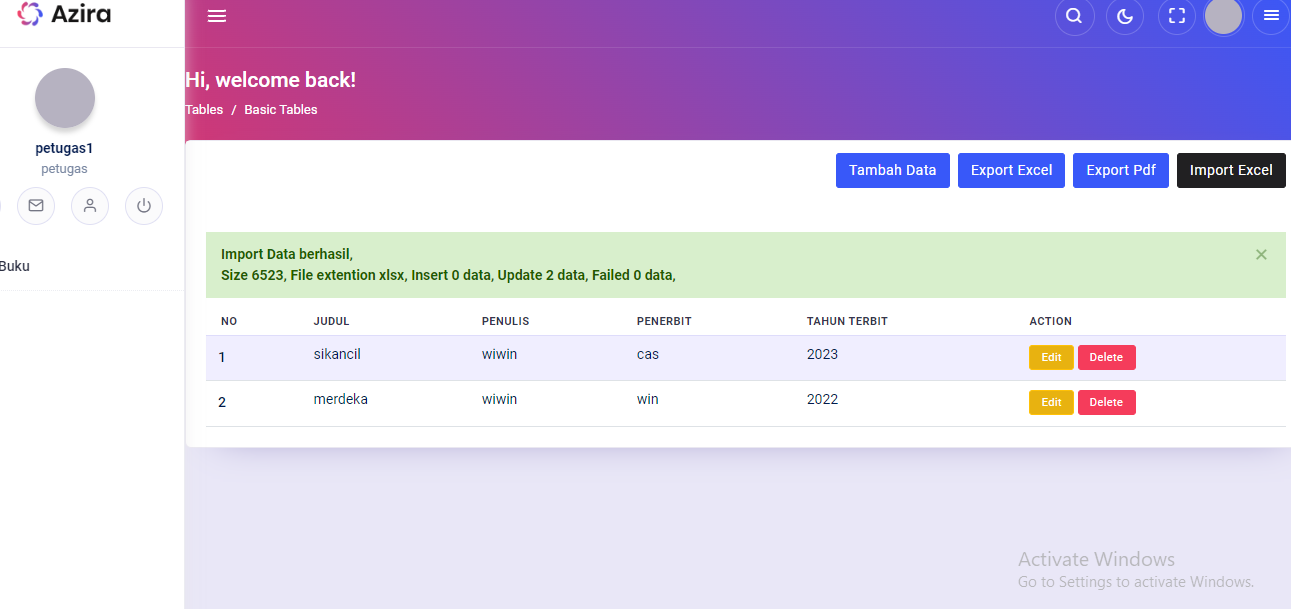 Azira
Hi, welcome back!
Tables / Basic Tables
petugas1
petugas
Buku
Tambah Data Export Excel Export Pdf Import Excel
Import Data berhasil, ×
Size 6523, File extention xlsx, Insert 0 data, Update 2 data, Failed 0 data,
NO JUDUL PENULIS PENERBIT TAHUN TERBIT ACTION
1 sikancil wiwin cas 2023 Edit Delete
2 merdeka wiwin win 2022 Edit Delete
Activate Windows
Go to Settings to activate Windows.